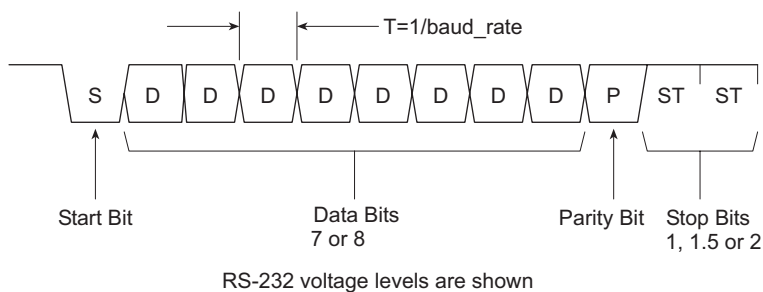 T=1/baud_rate
S D D D D D D D D P ST ST
Start Bit
Data Bits
7 or 8
Parity Bit
Stop Bits
1, 1.5 or 2
RS-232 voltage levels are shown